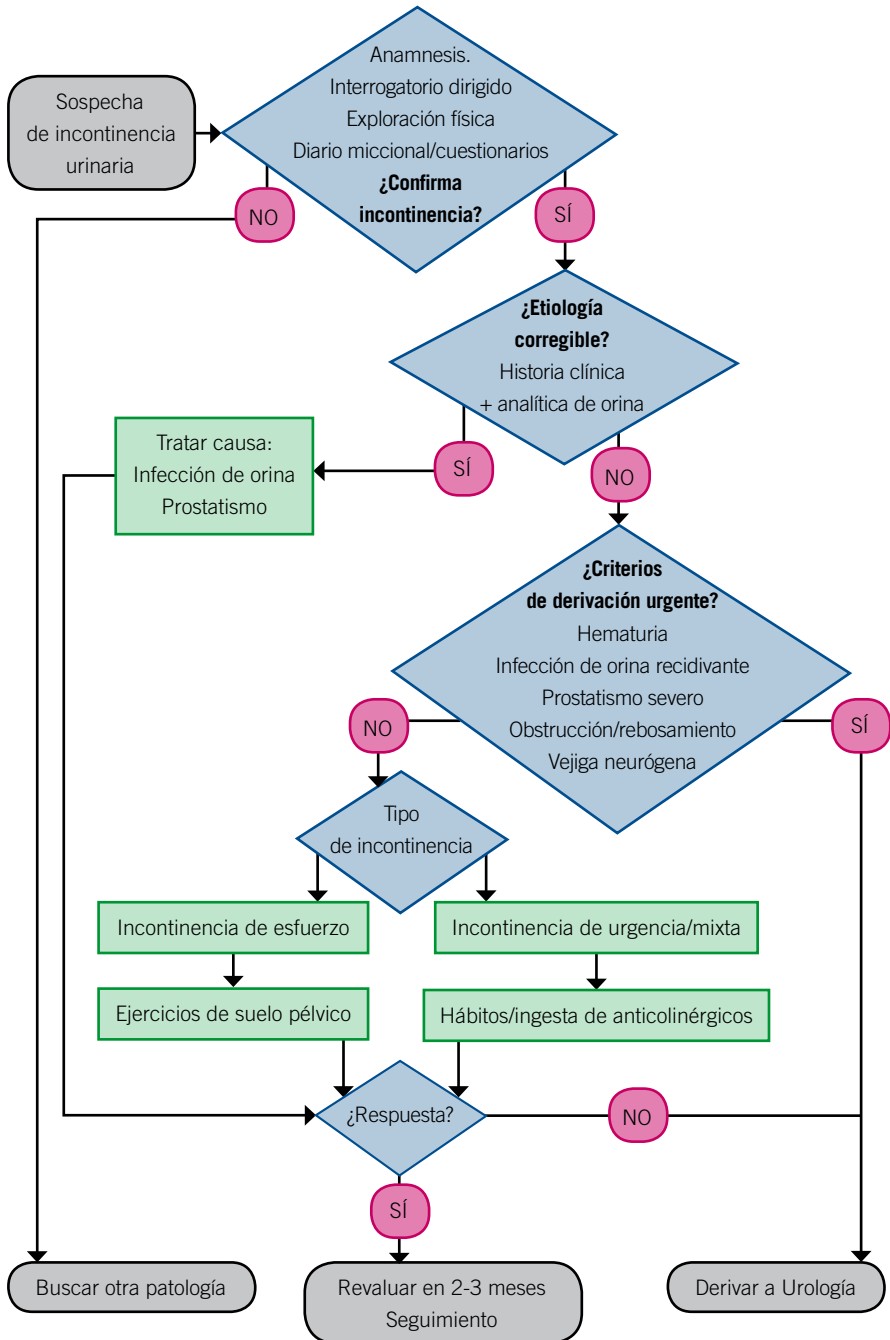 Sospecha
de incontinencia
urinaria
Anamnesis.
Interrogatorio dirigido
Exploración física
Diario miccional/cuestionarios
¿Confirma
incontinencia?
NO
SÍ
¿Etiología
corregible?
Historia clínica
+ analítica de orina
Tratar causa:
Infección de orina
Prostatismo
SÍ
NO
¿Criterios
de derivación urgente?
Hematuria
Infección de orina recidivante
Prostatismo severo
Obstrucción/rebosamiento
Vejiga neurógena
NO
SÍ
Tipo
de incontinencia
Incontinencia de esfuerzo
Incontinencia de urgencia/mixta
Ejercicios de suelo pélvico
Hábitos/ingesta de anticolinérgicos
¿Respuesta?
NO
SÍ
Buscar otra patología
Revaluar en 2-3 meses
Seguimiento
Derivar a Urología